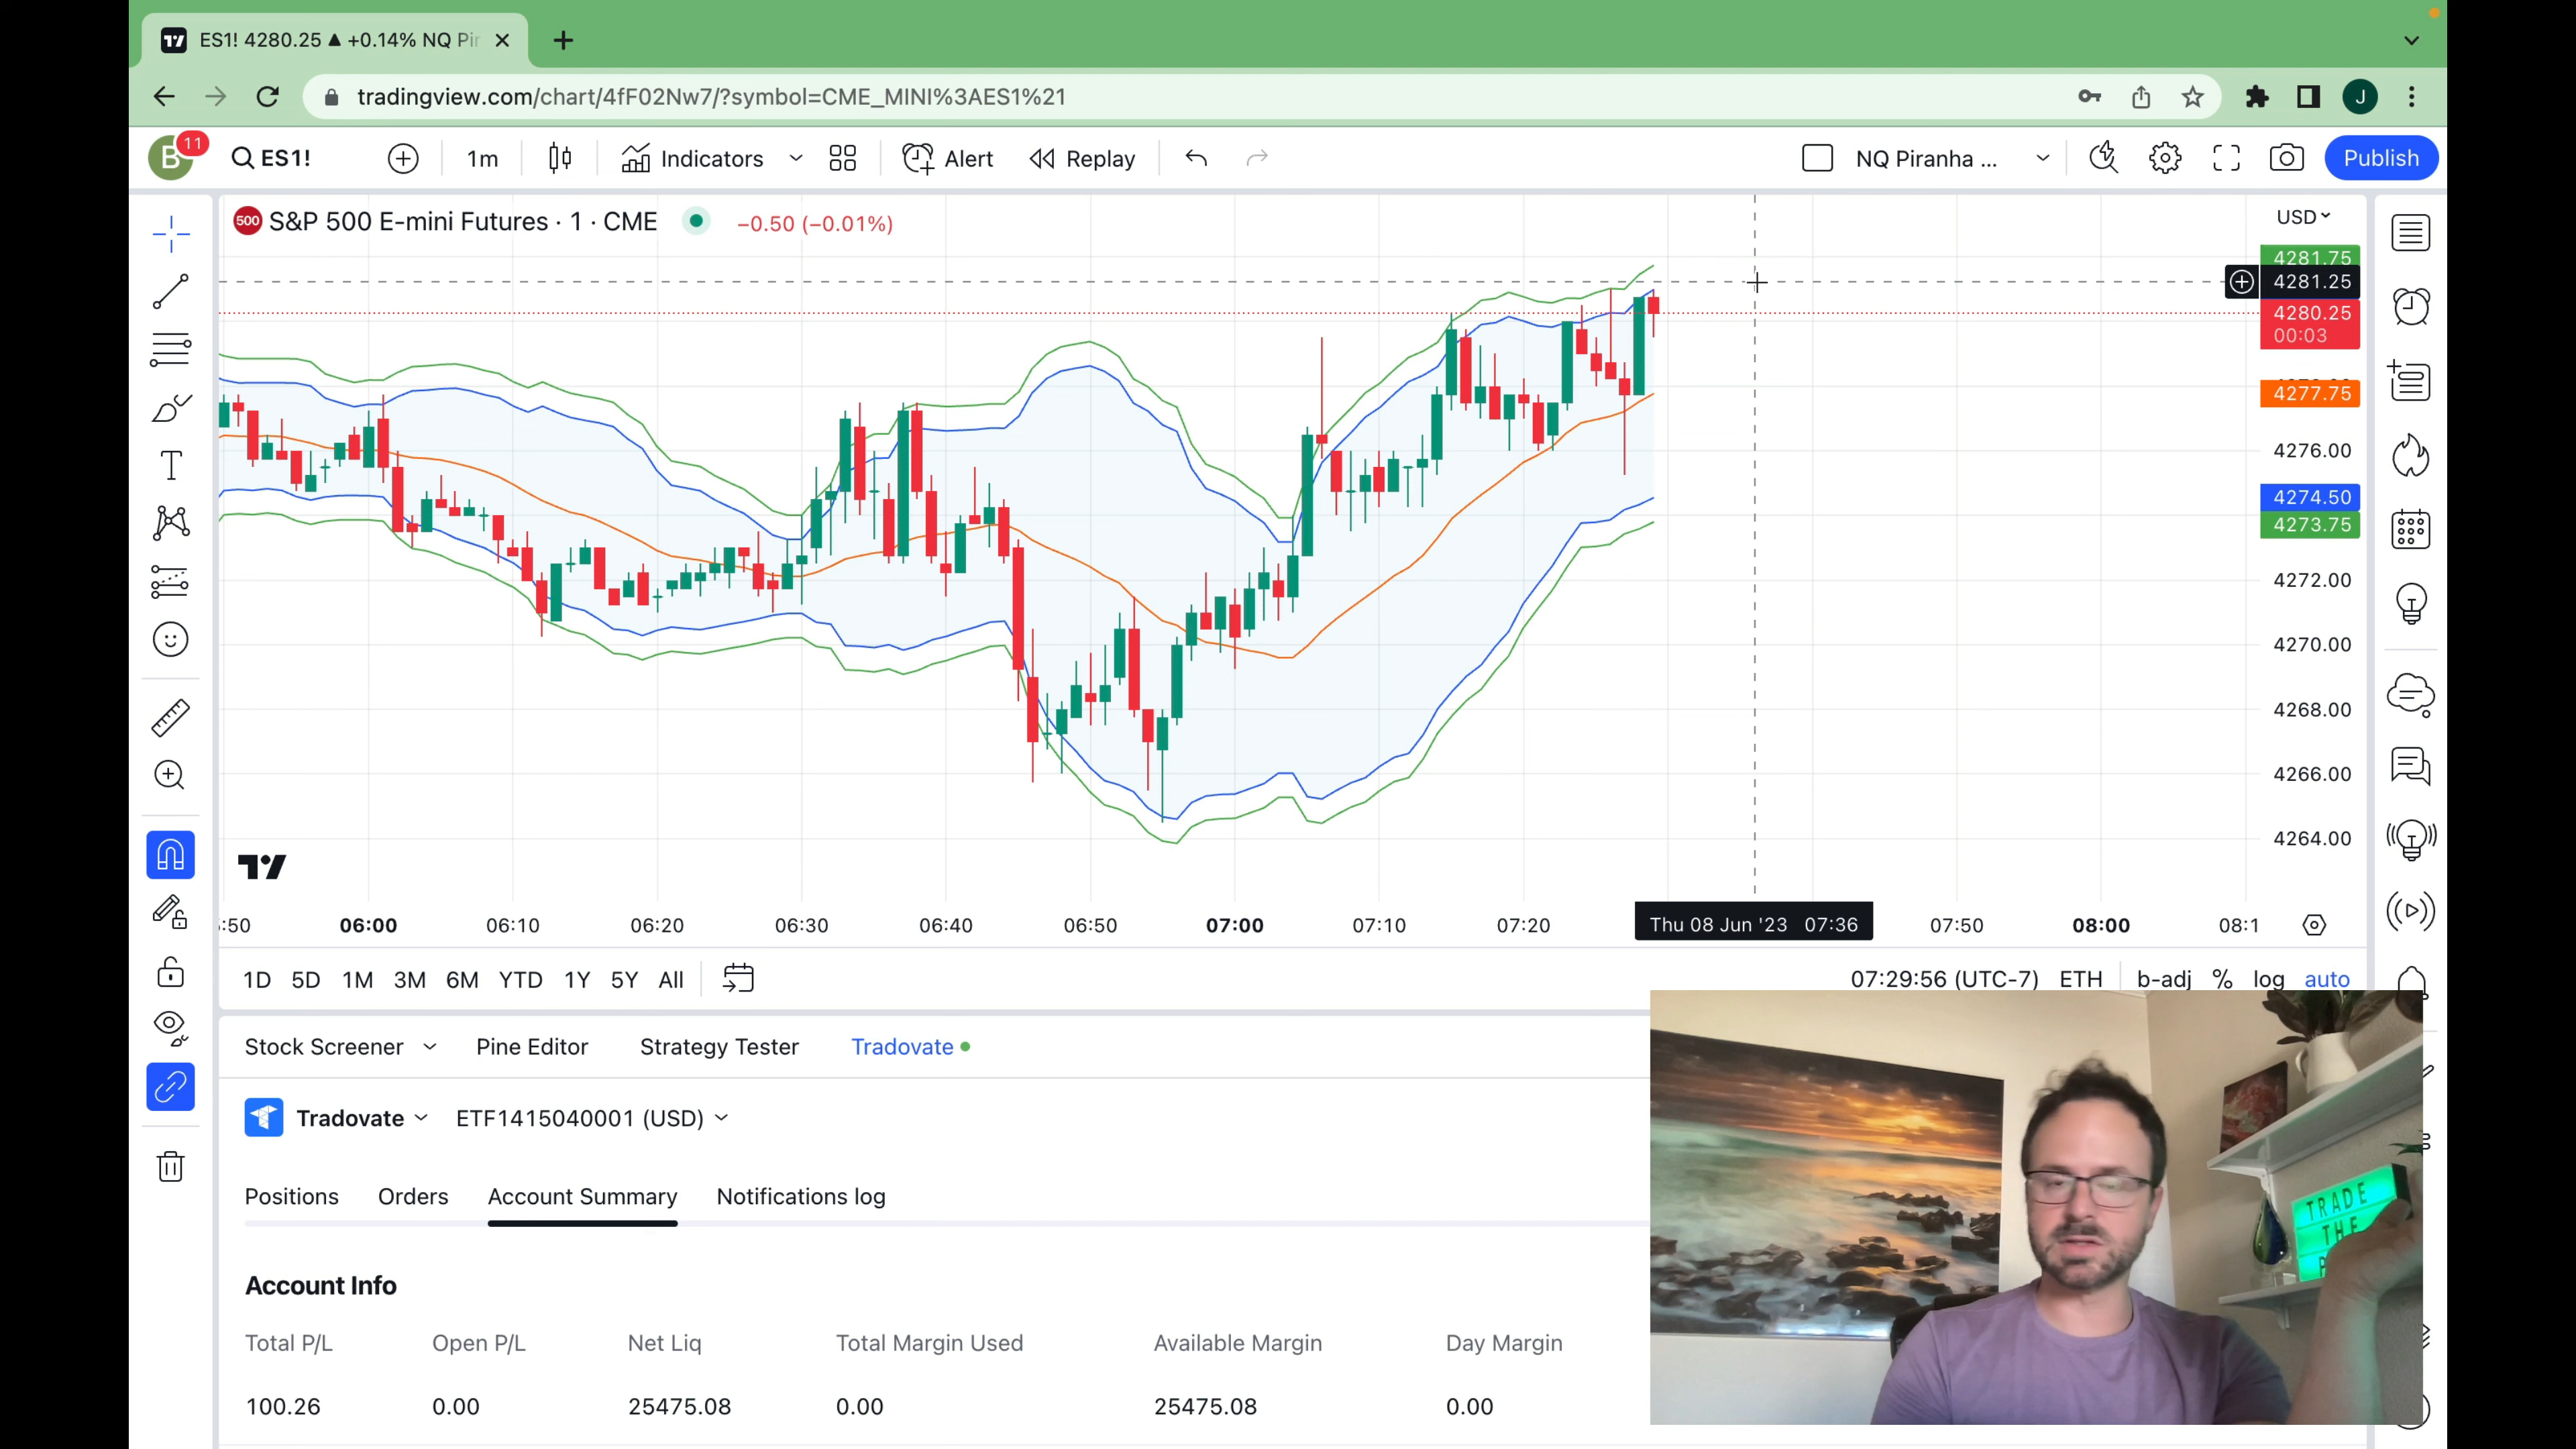 ES1! 4280.25 ▲ +0.14% NQ Pir
tradingview.com/chart/4fF02Nw7/?symbol=CME_MINI%3AES1%21
J
B 11
ES1!
1m
Indicators
Alert
Replay
NQ Piranha ...
Publish
500 S&P 500 E-mini Futures · 1 · CME
−0.50 (−0.01%)
USD
4281.75
4281.25
4280.25
00:03
4277.75
4276.00
4274.50
4273.75
4272.00
4270.00
4268.00
4266.00
4264.00
:50 06:00 06:10 06:20 06:30 06:40 06:50 07:00 07:10 07:20 Thu 08 Jun '23 07:36 07:50 08:00 08:1
1D 5D 1M 3M 6M YTD 1Y 5Y All
07:29:56 (UTC-7) ETH b-adj % log auto
Stock Screener Pine Editor Strategy Tester Tradovate
Tradovate ETF1415040001 (USD)
Positions Orders Account Summary Notifications log
Account Info
Total P/L Open P/L Net Liq Total Margin Used Available Margin Day Margin
100.26 0.00 25475.08 0.00 25475.08 0.00
TRADE
THE